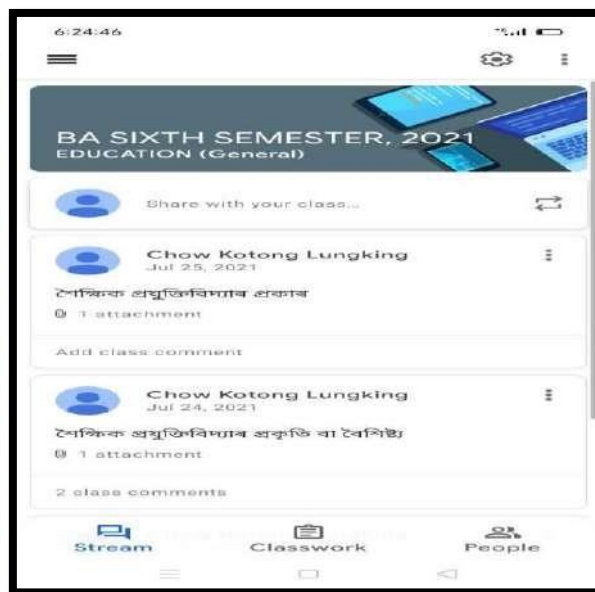 6:24:46
BA SIXTH SEMESTER, 2021
EDUCATION (General)
Share with your class...
Chow Kotong Lungking
Jul 25, 2021
শৈক্ষিক প্ৰযুক্তিবিদ্যাৰ প্ৰকাৰ
1 attachment
Add class comment
Chow Kotong Lungking
Jul 24, 2021
শৈক্ষিক প্ৰযুক্তিবিদ্যাৰ প্ৰকৃতি বা বৈশিষ্ট্য
1 attachment
2 class comments
Stream Classwork People